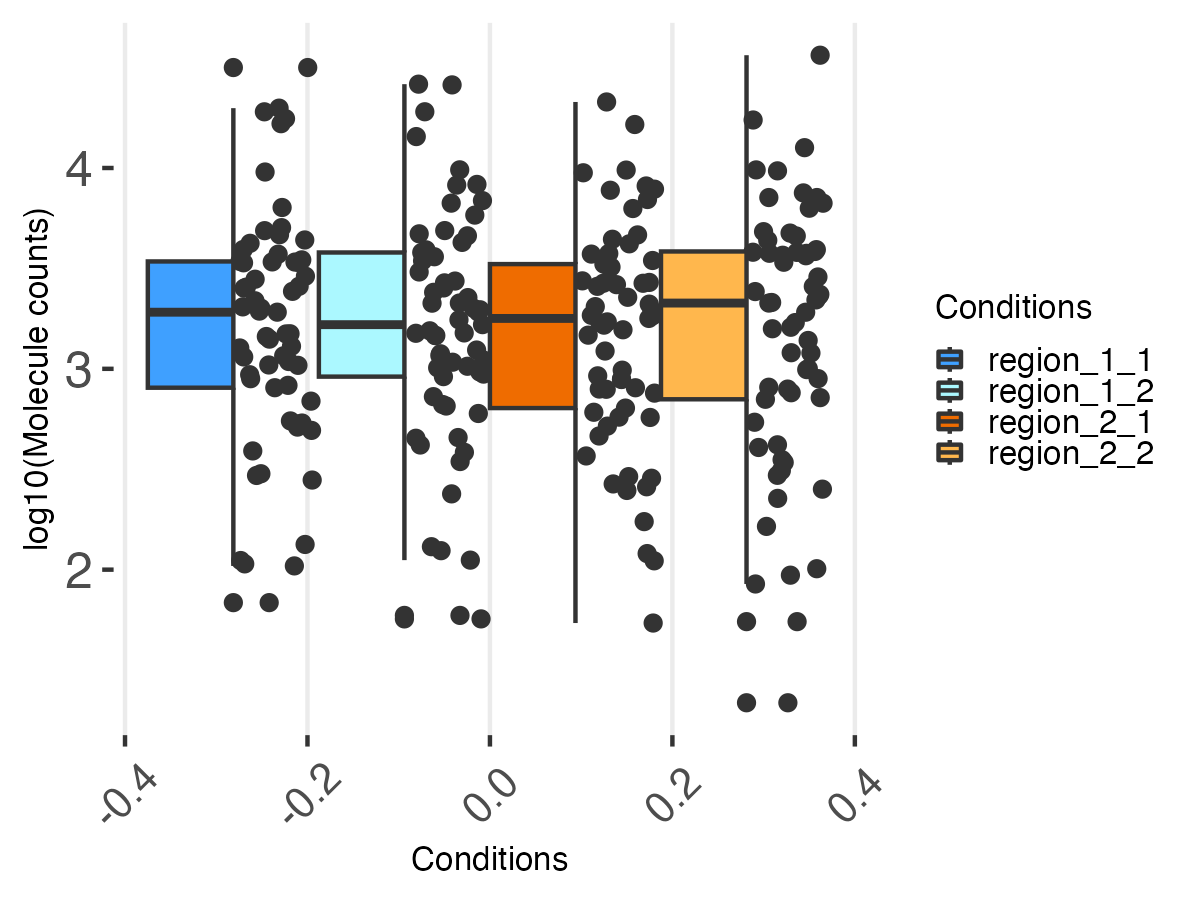 log10(Molecule counts)
4
3
2
-0.4
-0.2
0.0
0.2
0.4
Conditions
Conditions
region_1_1
region_1_2
region_2_1
region_2_2